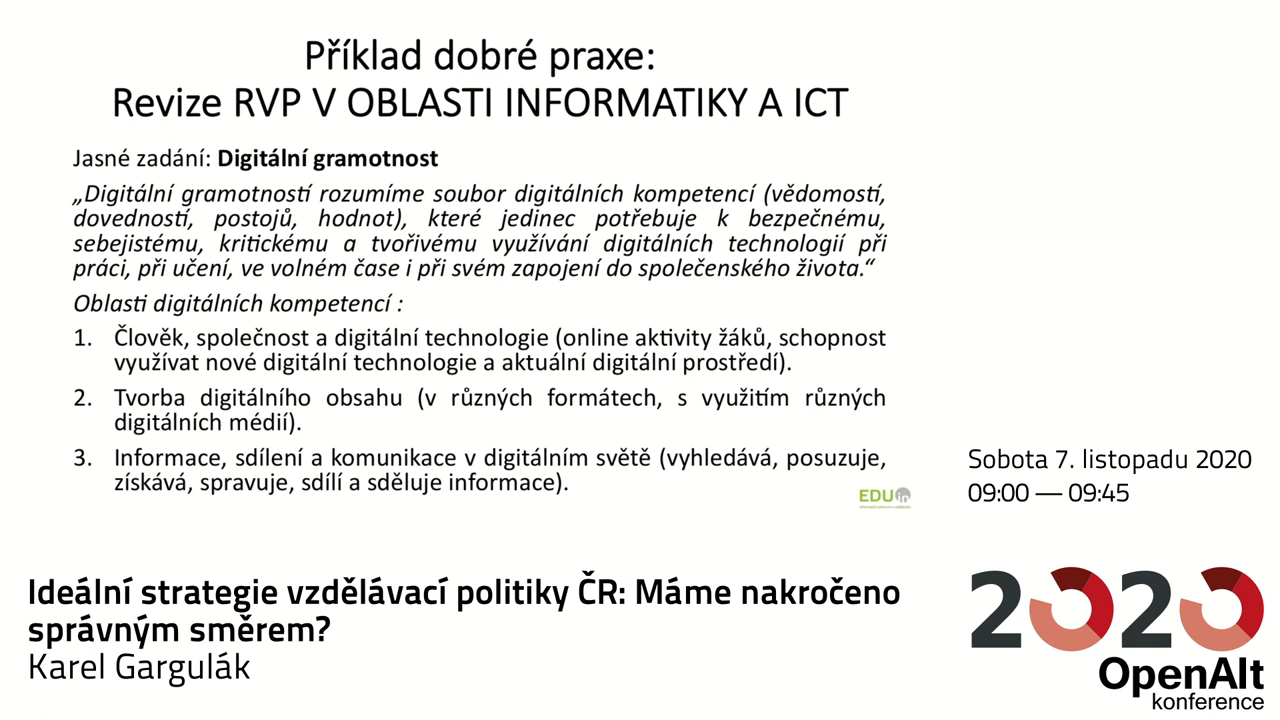 Příklad dobré praxe:
Revize RVP V OBLASTI INFORMATIKY A ICT
Jasné zadání: Digitální gramotnost
„Digitální gramotností rozumíme soubor digitálních kompetencí (vědomostí,
dovedností, postojů, hodnot), které jedinec potřebuje k bezpečnému,
sebejistému, kritickému a tvořivému využívání digitálních technologií při
práci, při učení, ve volném čase i při svém zapojení do společenského života.“
Oblasti digitálních kompetencí :
1. Člověk, společnost a digitální technologie (online aktivity žáků, schopnost
využívat nové digitální technologie a aktuální digitální prostředí).
2. Tvorba digitálního obsahu (v různých formátech, s využitím různých
digitálních médií).
3. Informace, sdílení a komunikace v digitálním světě (vyhledává, posuzuje,
získává, spravuje, sdílí a sděluje informace).
EDUin
Sobota 7. listopadu 2020
09:00 — 09:45
Ideální strategie vzdělávací politiky ČR: Máme nakročeno
správným směrem?
Karel Gargulák
2020
OpenAlt
konference